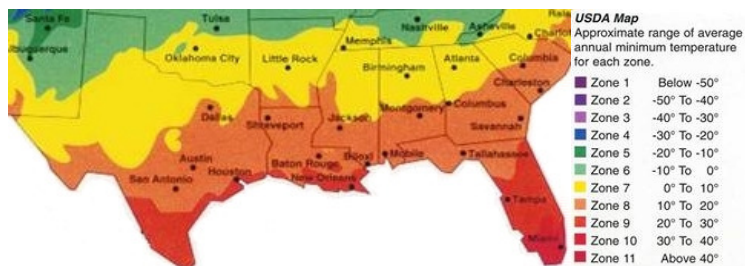 Santa Fe
Tulsa
Nashville
Asheville
Rale
Charlot
lbuquerque
Oklahoma City
Little Rock
Memphis
Birmingham
Atlanta
Columbia
Charleston
Dallas
Shreveport
Jackson
Montgomery
Columbus
Savannah
Austin
San Antonio
Houston
Baton Rouge
New Orleans
Biloxi
Mobile
Tallahassee
Tampa
Miami
USDA Map
Approximate range of average
annual minimum temperature
for each zone.
Zone 1 Below -50°
Zone 2 -50° To -40°
Zone 3 -40° To -30°
Zone 4 -30° To -20°
Zone 5 -20° To -10°
Zone 6 -10° To 0°
Zone 7 0° To 10°
Zone 8 10° To 20°
Zone 9 20° To 30°
Zone 10 30° To 40°
Zone 11 Above 40°